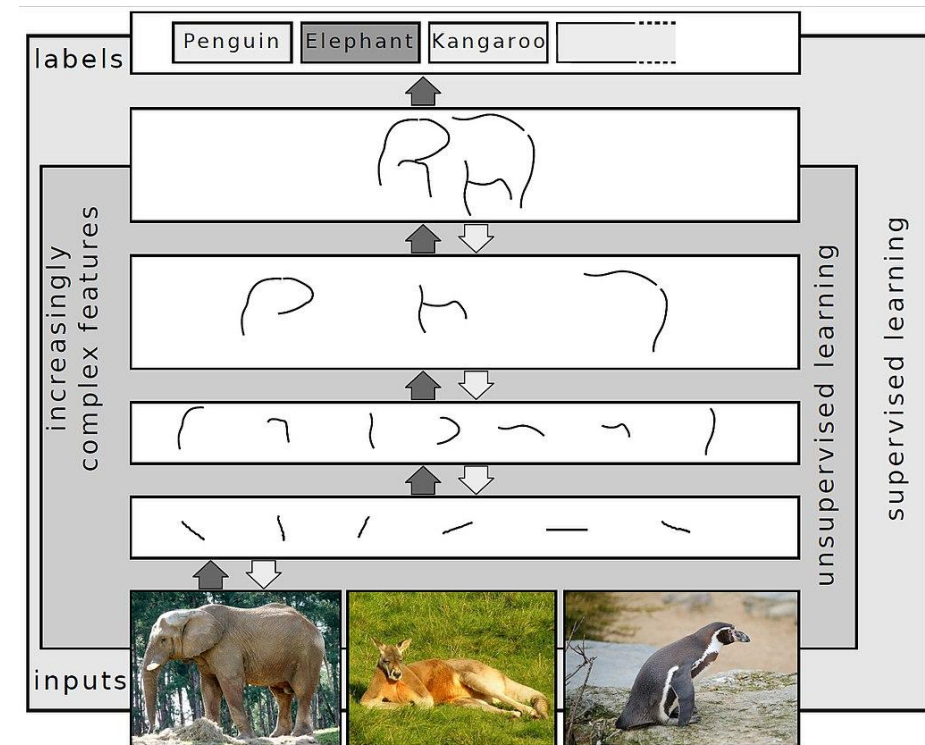 labels
Penguin
Elephant
Kangaroo
increasingly
complex features
unsupervised learning
supervised learning
inputs